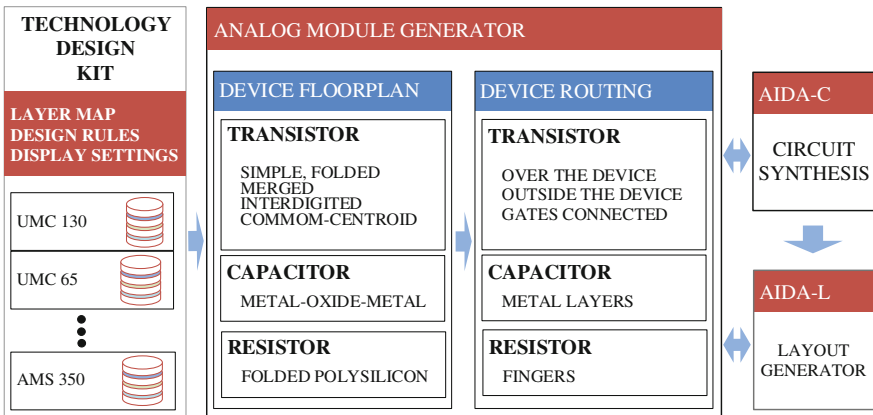 TECHNOLOGY
DESIGN
KIT
LAYER MAP
DESIGN RULES
DISPLAY SETTINGS
UMC 130
UMC 65
AMS 350
ANALOG MODULE GENERATOR
DEVICE FLOORPLAN
TRANSISTOR
SIMPLE, FOLDED
MERGED
INTERDIGITED
COMMOM-CENTROID
CAPACITOR
METAL-OXIDE-METAL
RESISTOR
FOLDED POLYSILICON
DEVICE ROUTING
TRANSISTOR
OVER THE DEVICE
OUTSIDE THE DEVICE
GATES CONNECTED
CAPACITOR
METAL LAYERS
RESISTOR
FINGERS
AIDA-C
CIRCUIT
SYNTHESIS
AIDA-L
LAYOUT
GENERATOR